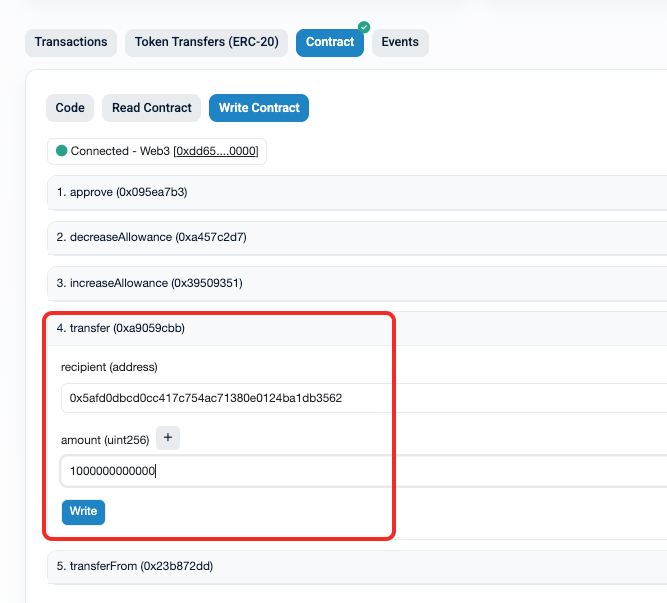 Transactions Token Transfers (ERC-20) Contract Events
Code Read Contract Write Contract
Connected - Web3 [0xdd65....0000]
1. approve (0x095ea7b3)
2. decreaseAllowance (0xa457c2d7)
3. increaseAllowance (0x39509351)
4. transfer (0xa9059cbb)
recipient (address)
0x5afd0dbcd0cc417c754ac71380e0124ba1db3562
amount (uint256) +
1000000000000
Write
5. transferFrom (0x23b872dd)